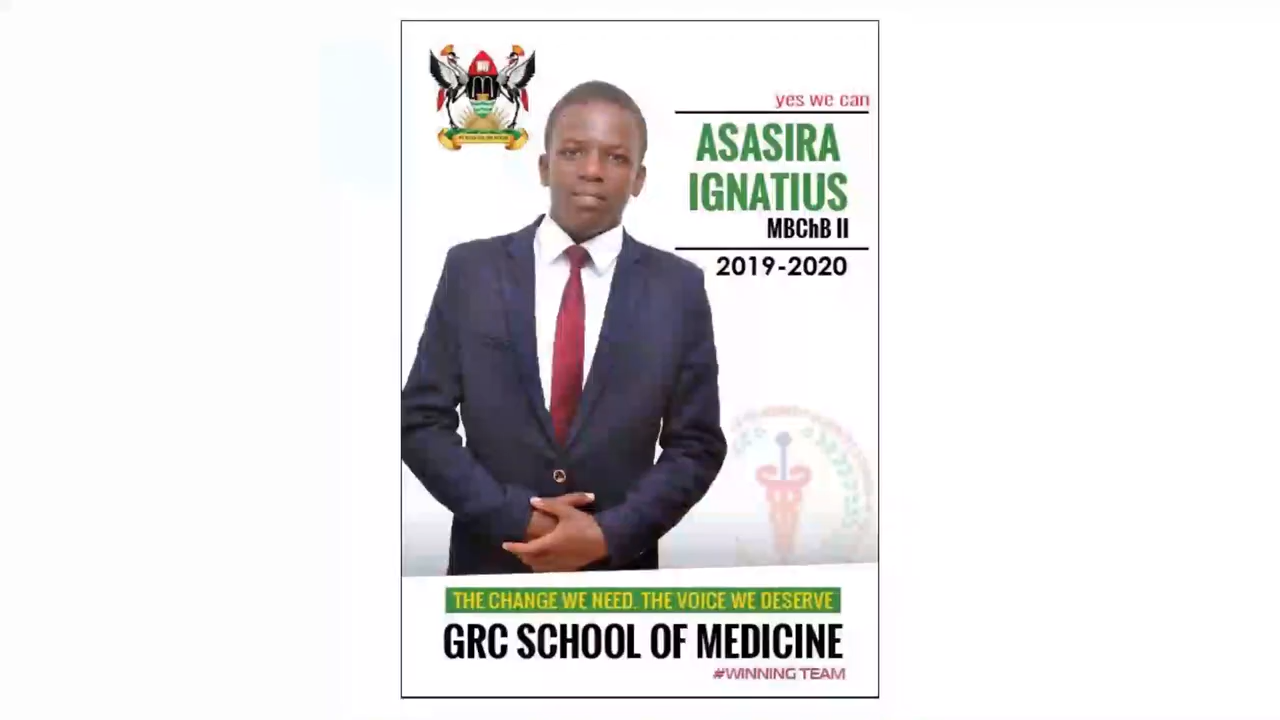 yes we can
ASASIRA
IGNATIUS
MBChB II
2019-2020
THE CHANGE WE NEED. THE VOICE WE DESERVE
GRC SCHOOL OF MEDICINE
#WINNING TEAM